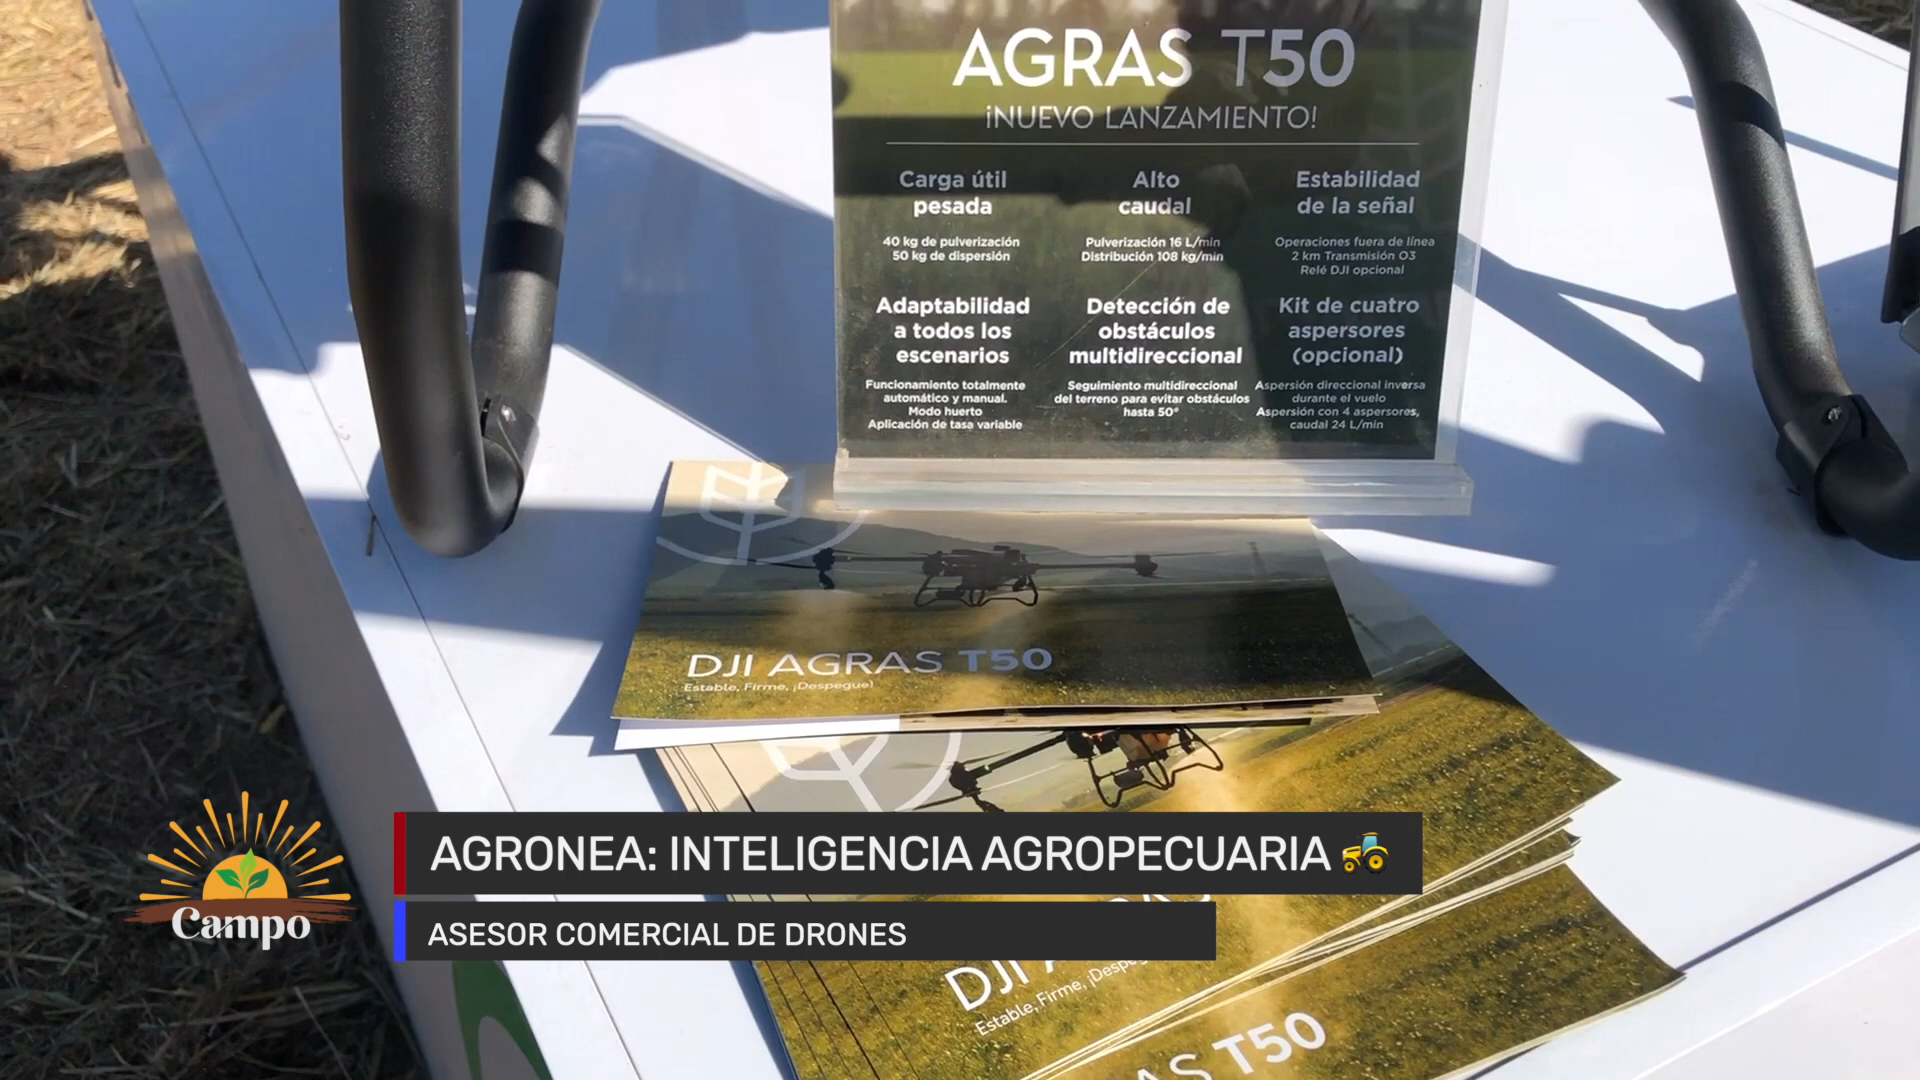 AGRAS T50
¡NUEVO LANZAMIENTO!
Carga útil
pesada
40 kg de pulverización
50 kg de dispersión
Alto
caudal
Pulverización 16 L/min
Distribución 108 kg/min
Estabilidad
de la señal
Operaciones fuera de línea
2 km Transmisión O3
Relé DJI opcional
Adaptabilidad
a todos los
escenarios
Funcionamiento totalmente
automático y manual.
Modo huerto
Aplicación de tasa variable
Detección de
obstáculos
multidireccional
Seguimiento multidireccional
del terreno para evitar obstáculos
hasta 50°
Kit de cuatro
aspersores
(opcional)
Aspersión direccional inversa
durante el vuelo
Aspersión con 4 aspersores,
caudal 24 L/min
DJI AGRAS T50
Estable, Firme, ¡Despegue!
AGRONEA: INTELIGENCIA AGROPECUARIA 🚜
ASESOR COMERCIAL DE DRONES
Campo
DJI
Estable, Firme,
AS T50